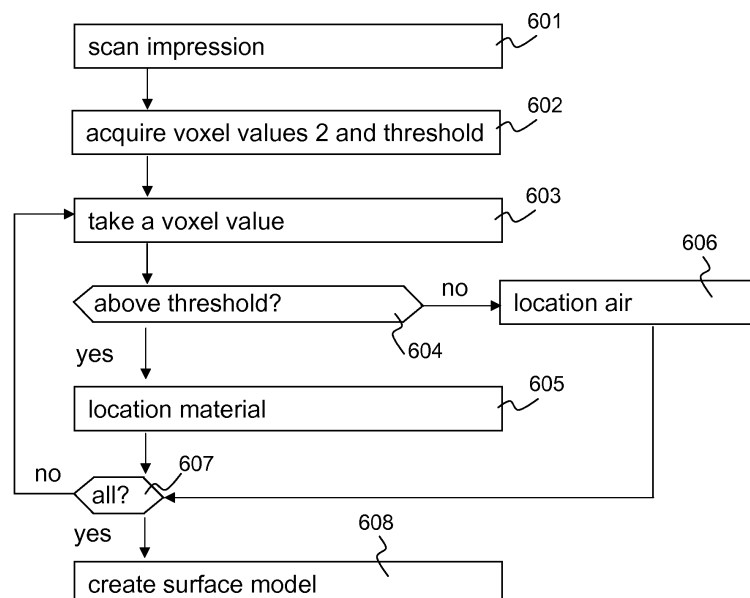 601
scan impression
602
acquire voxel values 2 and threshold
603
take a voxel value
606
above threshold?
no
location air
604
yes
605
location material
607
no
all?
yes
608
create surface model